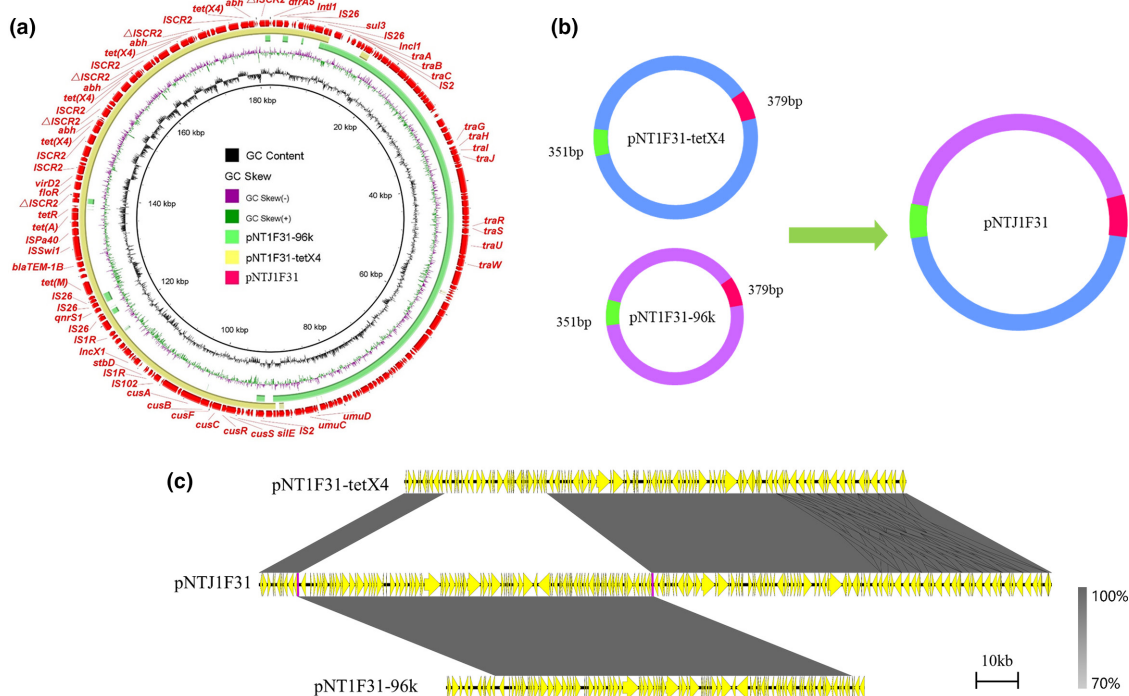 (a)
tet(X4)
abh
△ISCR2
dfrA5
IntI1
IS26
sul3
IS26
IncI1
traA
traB
traC
IS2
traG
traH
traI
traJ
traR
traS
traU
traW
umuD
umuC
IS2
silE
cusS
cusR
cusC
cusF
cusB
cusA
IS102
IS1R
stbD
IncX1
IS1R
IS26
qnrS1
IS26
IS26
tet(M)
blaTEM-1B
ISSwi1
ISPa40
tet(A)
tetR
△ISCR2
floR
virD2
ISCR2
ISCR2
tet(X4)
abh
△ISCR2
ISCR2
tet(X4)
abh
△ISCR2
ISCR2
tet(X4)
abh
△ISCR2
ISCR2
180 kbp
20
40 kbp
60 kbp
80 kbp
100 kbp
120 kbp
140 kbp
160 kbp
GC Content
GC Skew
GC Skew(-)
GC Skew(+)
pNT1F31-96k
pNT1F31-tetX4
pNTJ1F31
(b)
379bp
pNT1F31-tetX4
351bp
379bp
pNT1F31-96k
351bp
pNTJ1F31
(c)
pNT1F31-tetX4
pNTJ1F31
pNT1F31-96k
10kb
100%
70%